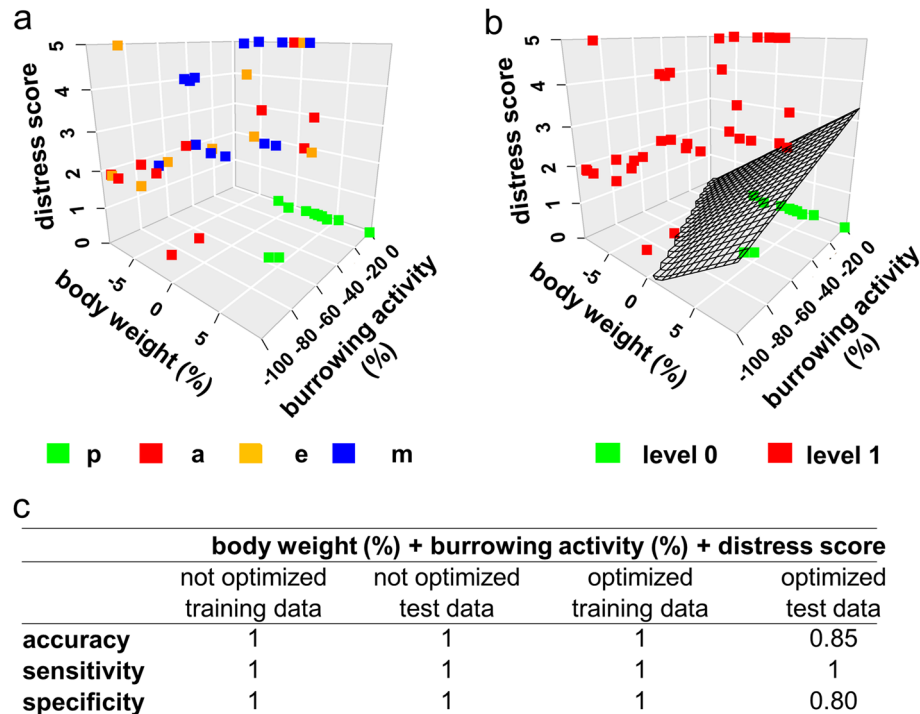 a
distress score
5
4
3
2
1
0
-5
0
5
body weight (%)
-100 -80 -60 -40 -20 0
burrowing activity
(%)
p a e m
b
distress score
5
4
3
2
1
0
-5
0
5
body weight (%)
-100 -80 -60 -40 -20 0
burrowing activity
(%)
level 0 level 1
c
body weight (%) + burrowing activity (%) + distress score
not optimized not optimized optimized optimized
training data test data training data test data
accuracy 1 1 1 0.85
sensitivity 1 1 1 1
specificity 1 1 1 0.80